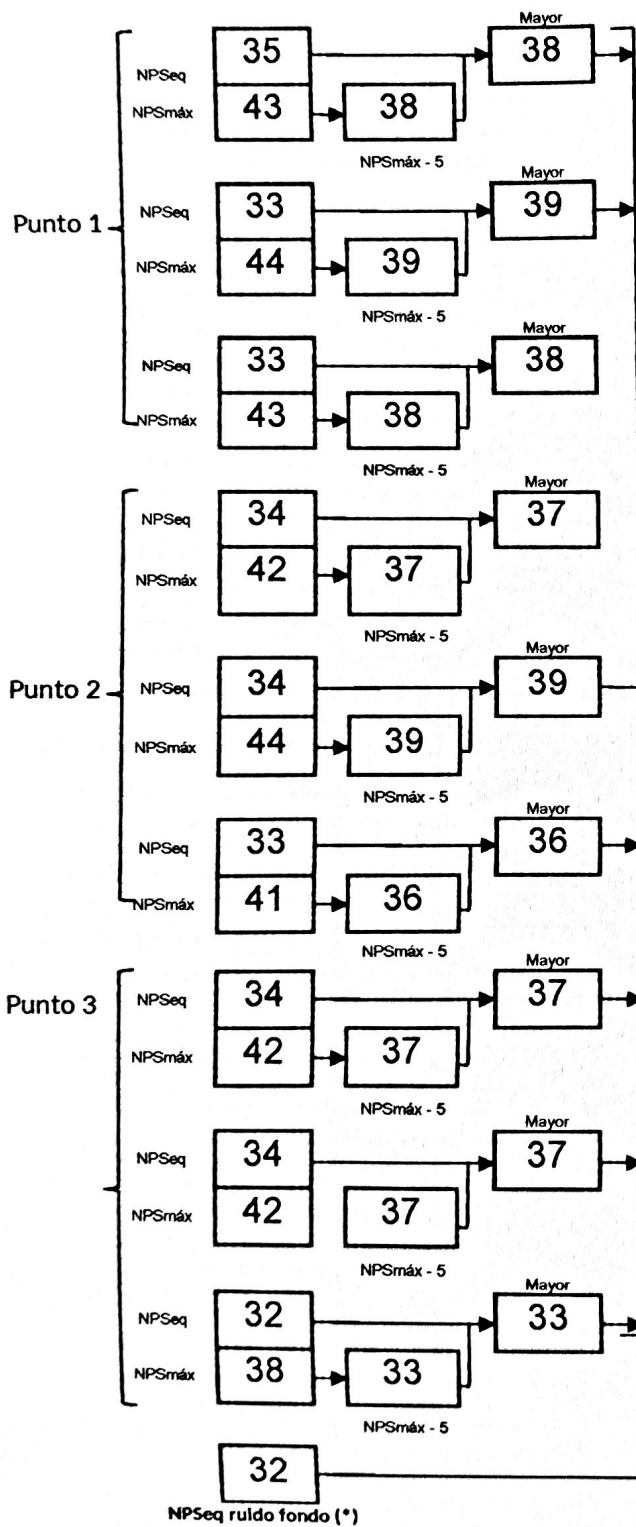 Mayor
35 38
NPSeq
NPSmáx 43 38
NPSmáx - 5
Mayor
Punto 1 NPSeq 33 39
NPSmáx 44 39
NPSmáx - 5
Mayor
NPSeq 33 38
NPSmáx 43 38
NPSmáx - 5
Mayor
NPSeq 34 37
NPSmáx 42 37
NPSmáx - 5
Mayor
Punto 2 NPSeq 34 39
NPSmáx 44 39
NPSmáx - 5
Mayor
NPSeq 33 36
NPSmáx 41 36
NPSmáx - 5
Mayor
Punto 3 NPSeq 34 37
NPSmáx 42 37
NPSmáx - 5
Mayor
NPSeq 34 37
NPSmáx 42 37
NPSmáx - 5
Mayor
NPSeq 32 33
NPSmáx 38 33
NPSmáx - 5
32
NPSeq ruido fondo (*)